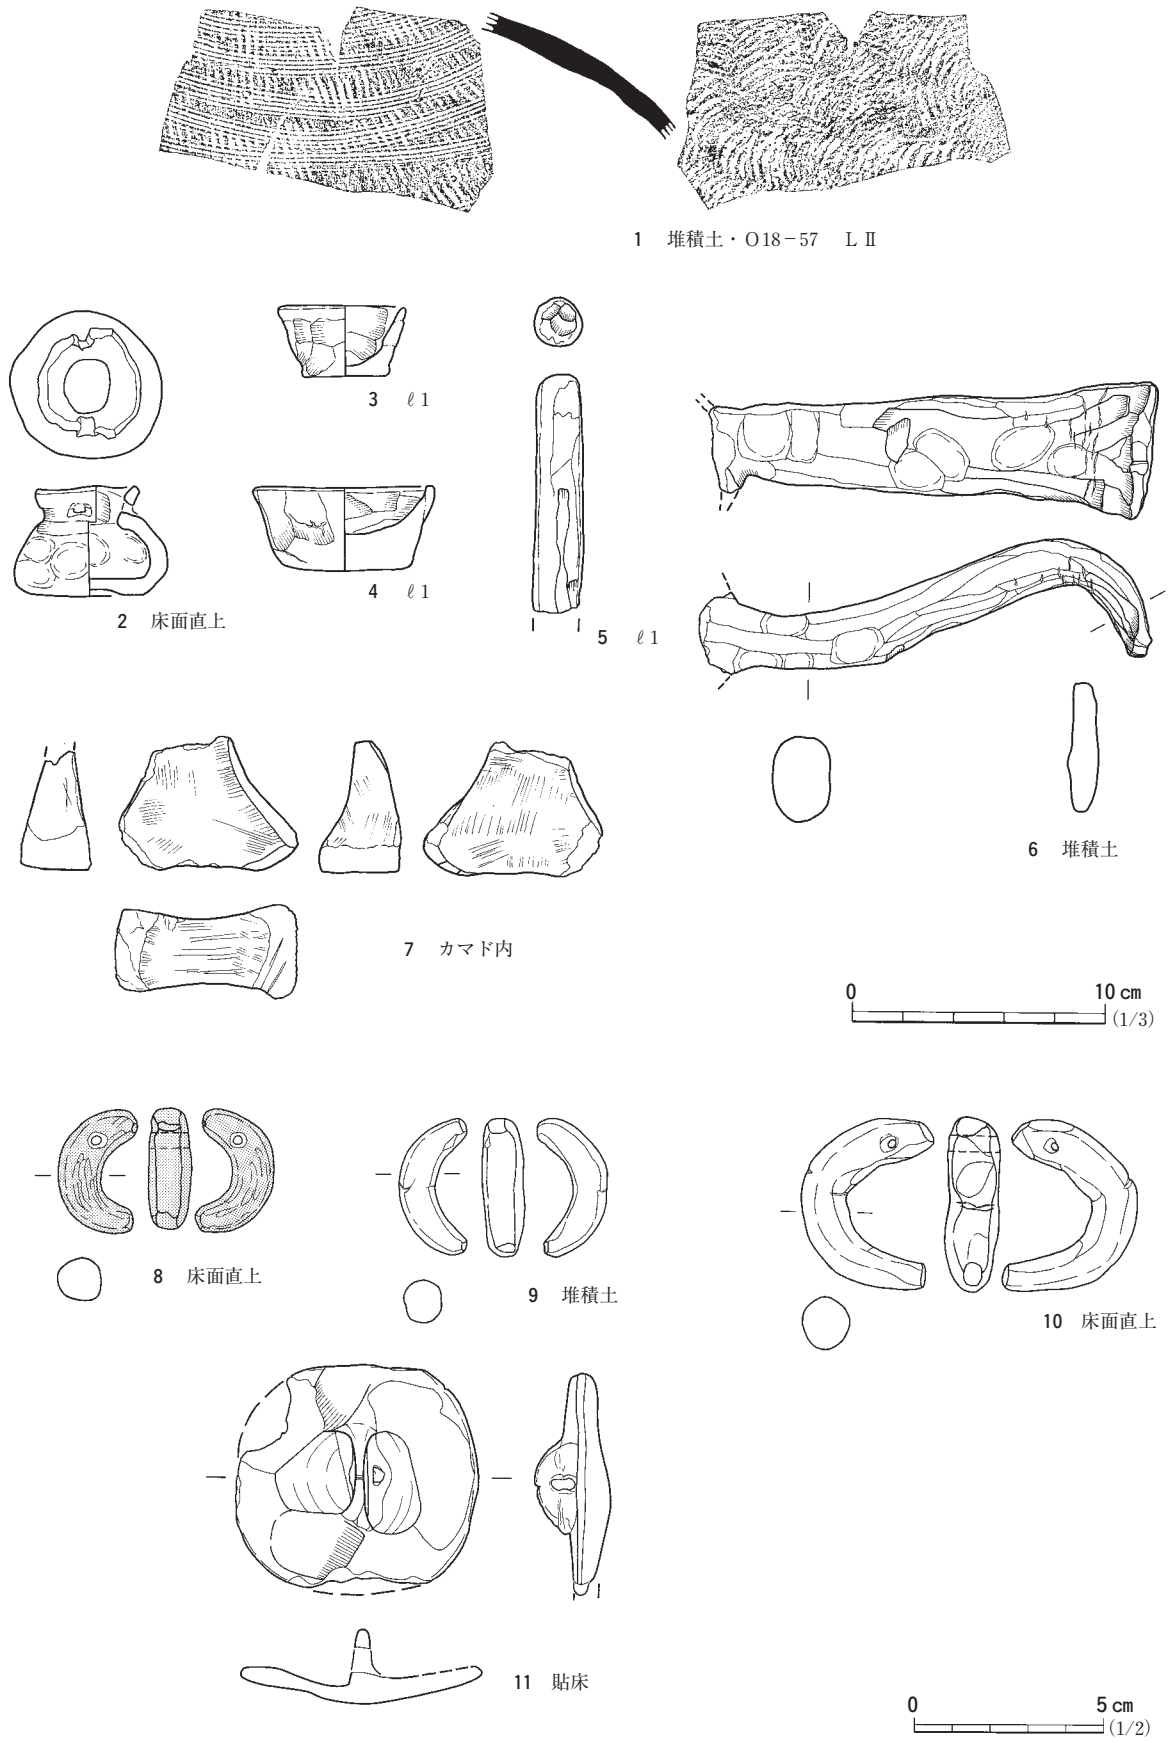 1 堆積土・O18-57 LⅡ
3 ℓ1
4 ℓ1
2 床面直上
5 ℓ1
6 堆積土
7 カマド内
0 10 cm
(1/3)
8 床面直上
9 堆積土
10 床面直上
11 貼床
0 5 cm
(1/2)